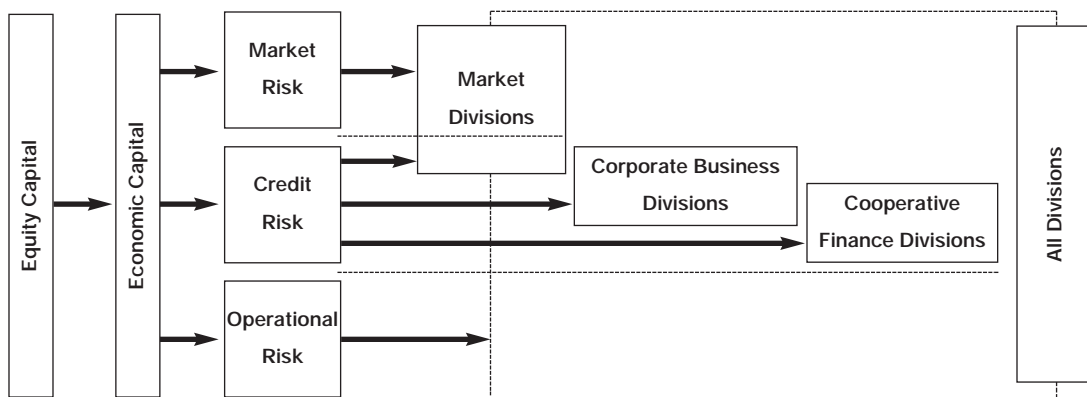 Equity Capital
Economic Capital
Market
Risk
Credit
Risk
Operational
Risk
Market
Divisions
Corporate Business
Divisions
Cooperative
Finance Divisions
All Divisions